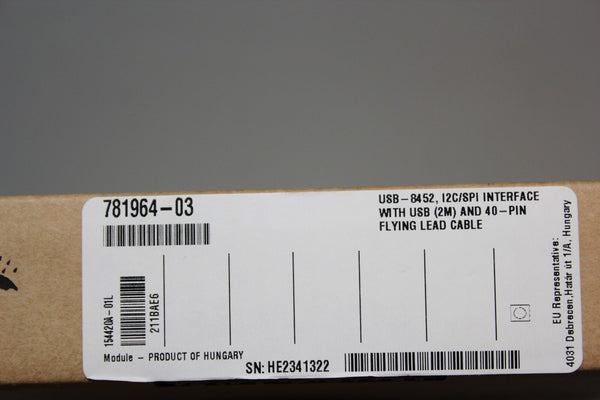 781964-03
USB-8452, I2C/SPI INTERFACE
WITH USB (2M) AND 40-PIN
FLYING LEAD CABLE
154420A-01L
211BAE6
Module - PRODUCT OF HUNGARY
SN: HE2341322
EU Representative:
4031 Debrecen,Határ út 1/A, Hungary